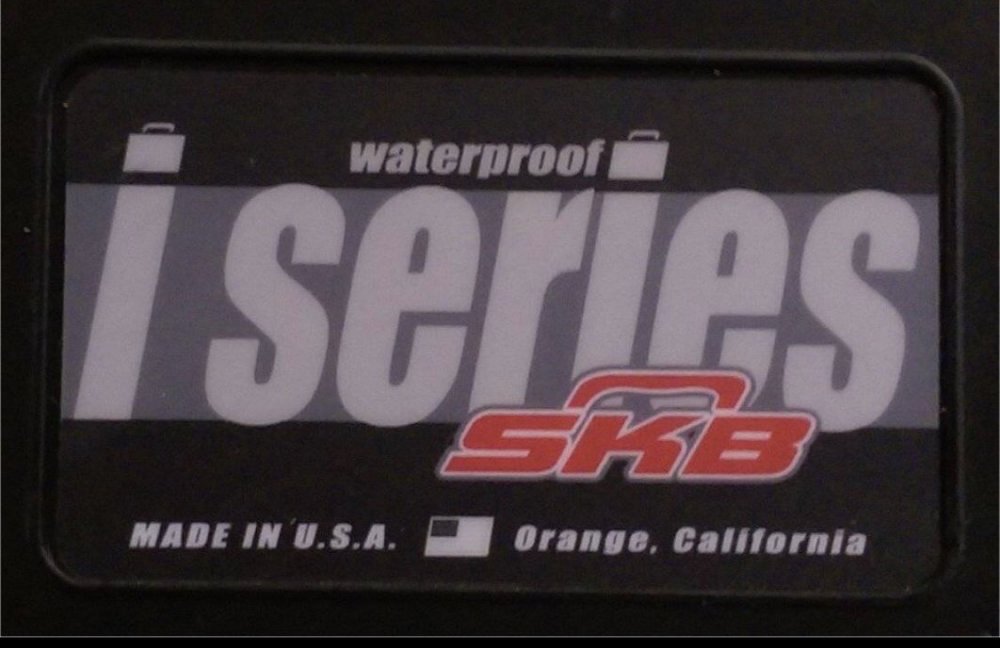 waterproof
i series
SKB
MADE IN U.S.A. Orange, California